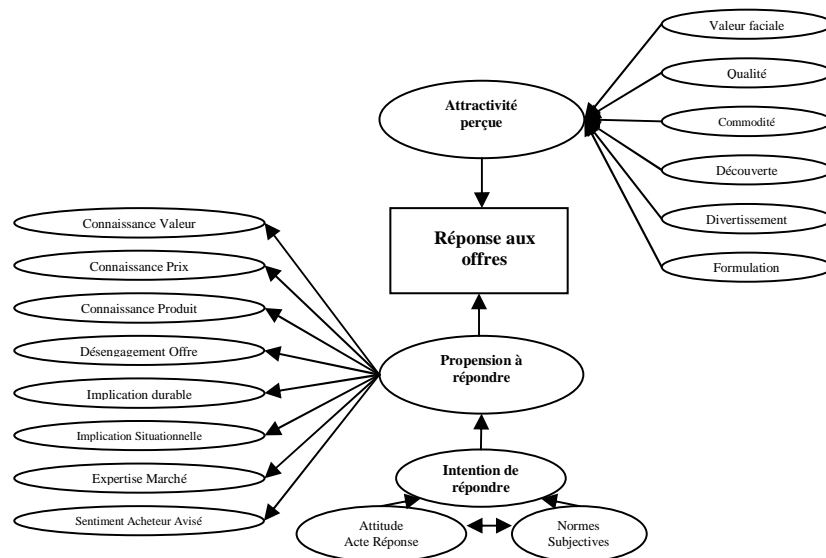 Valeur faciale
Qualité
Attractivité
perçue
Commodité
Découverte
Divertissement
Formulation
Réponse aux
offres
Connaissance Valeur
Connaissance Prix
Connaissance Produit
Désengagement Offre
Implication durable
Implication Situationnelle
Expertise Marché
Sentiment Acheteur Avisé
Propension à
répondre
Intention de
répondre
Attitude
Acte Réponse
Normes
Subjectives